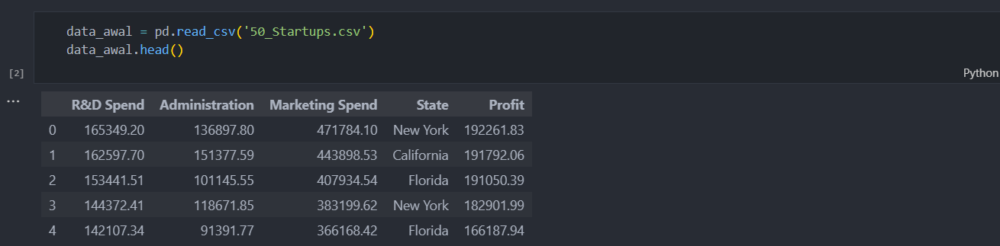 data_awal = pd.read_csv('50_Startups.csv')
data_awal.head()
[2]
Python
...
R&D Spend Administration Marketing Spend State Profit
0 165349.20 136897.80 471784.10 New York 192261.83
1 162597.70 151377.59 443898.53 California 191792.06
2 153441.51 101145.55 407934.54 Florida 191050.39
3 144372.41 118671.85 383199.62 New York 182901.99
4 142107.34 91391.77 366168.42 Florida 166187.94